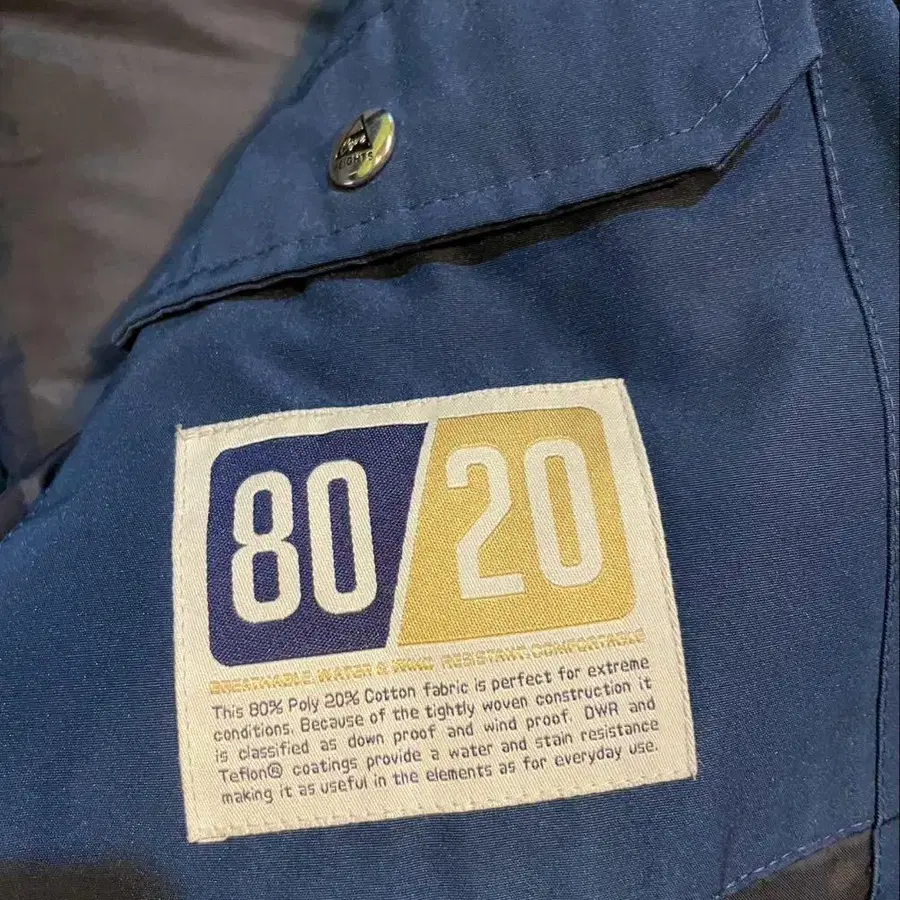 80 20
BREATHABLE. WATER & WIND RESISTANT. COMFORTABLE
This 80% Poly 20% Cotton fabric is perfect for extreme
conditions. Because of the tightly woven construction it
is classified as down proof and wind proof. DWR and
Teflon® coatings provide a water and stain resistance
making it as useful in the elements as for everyday use.